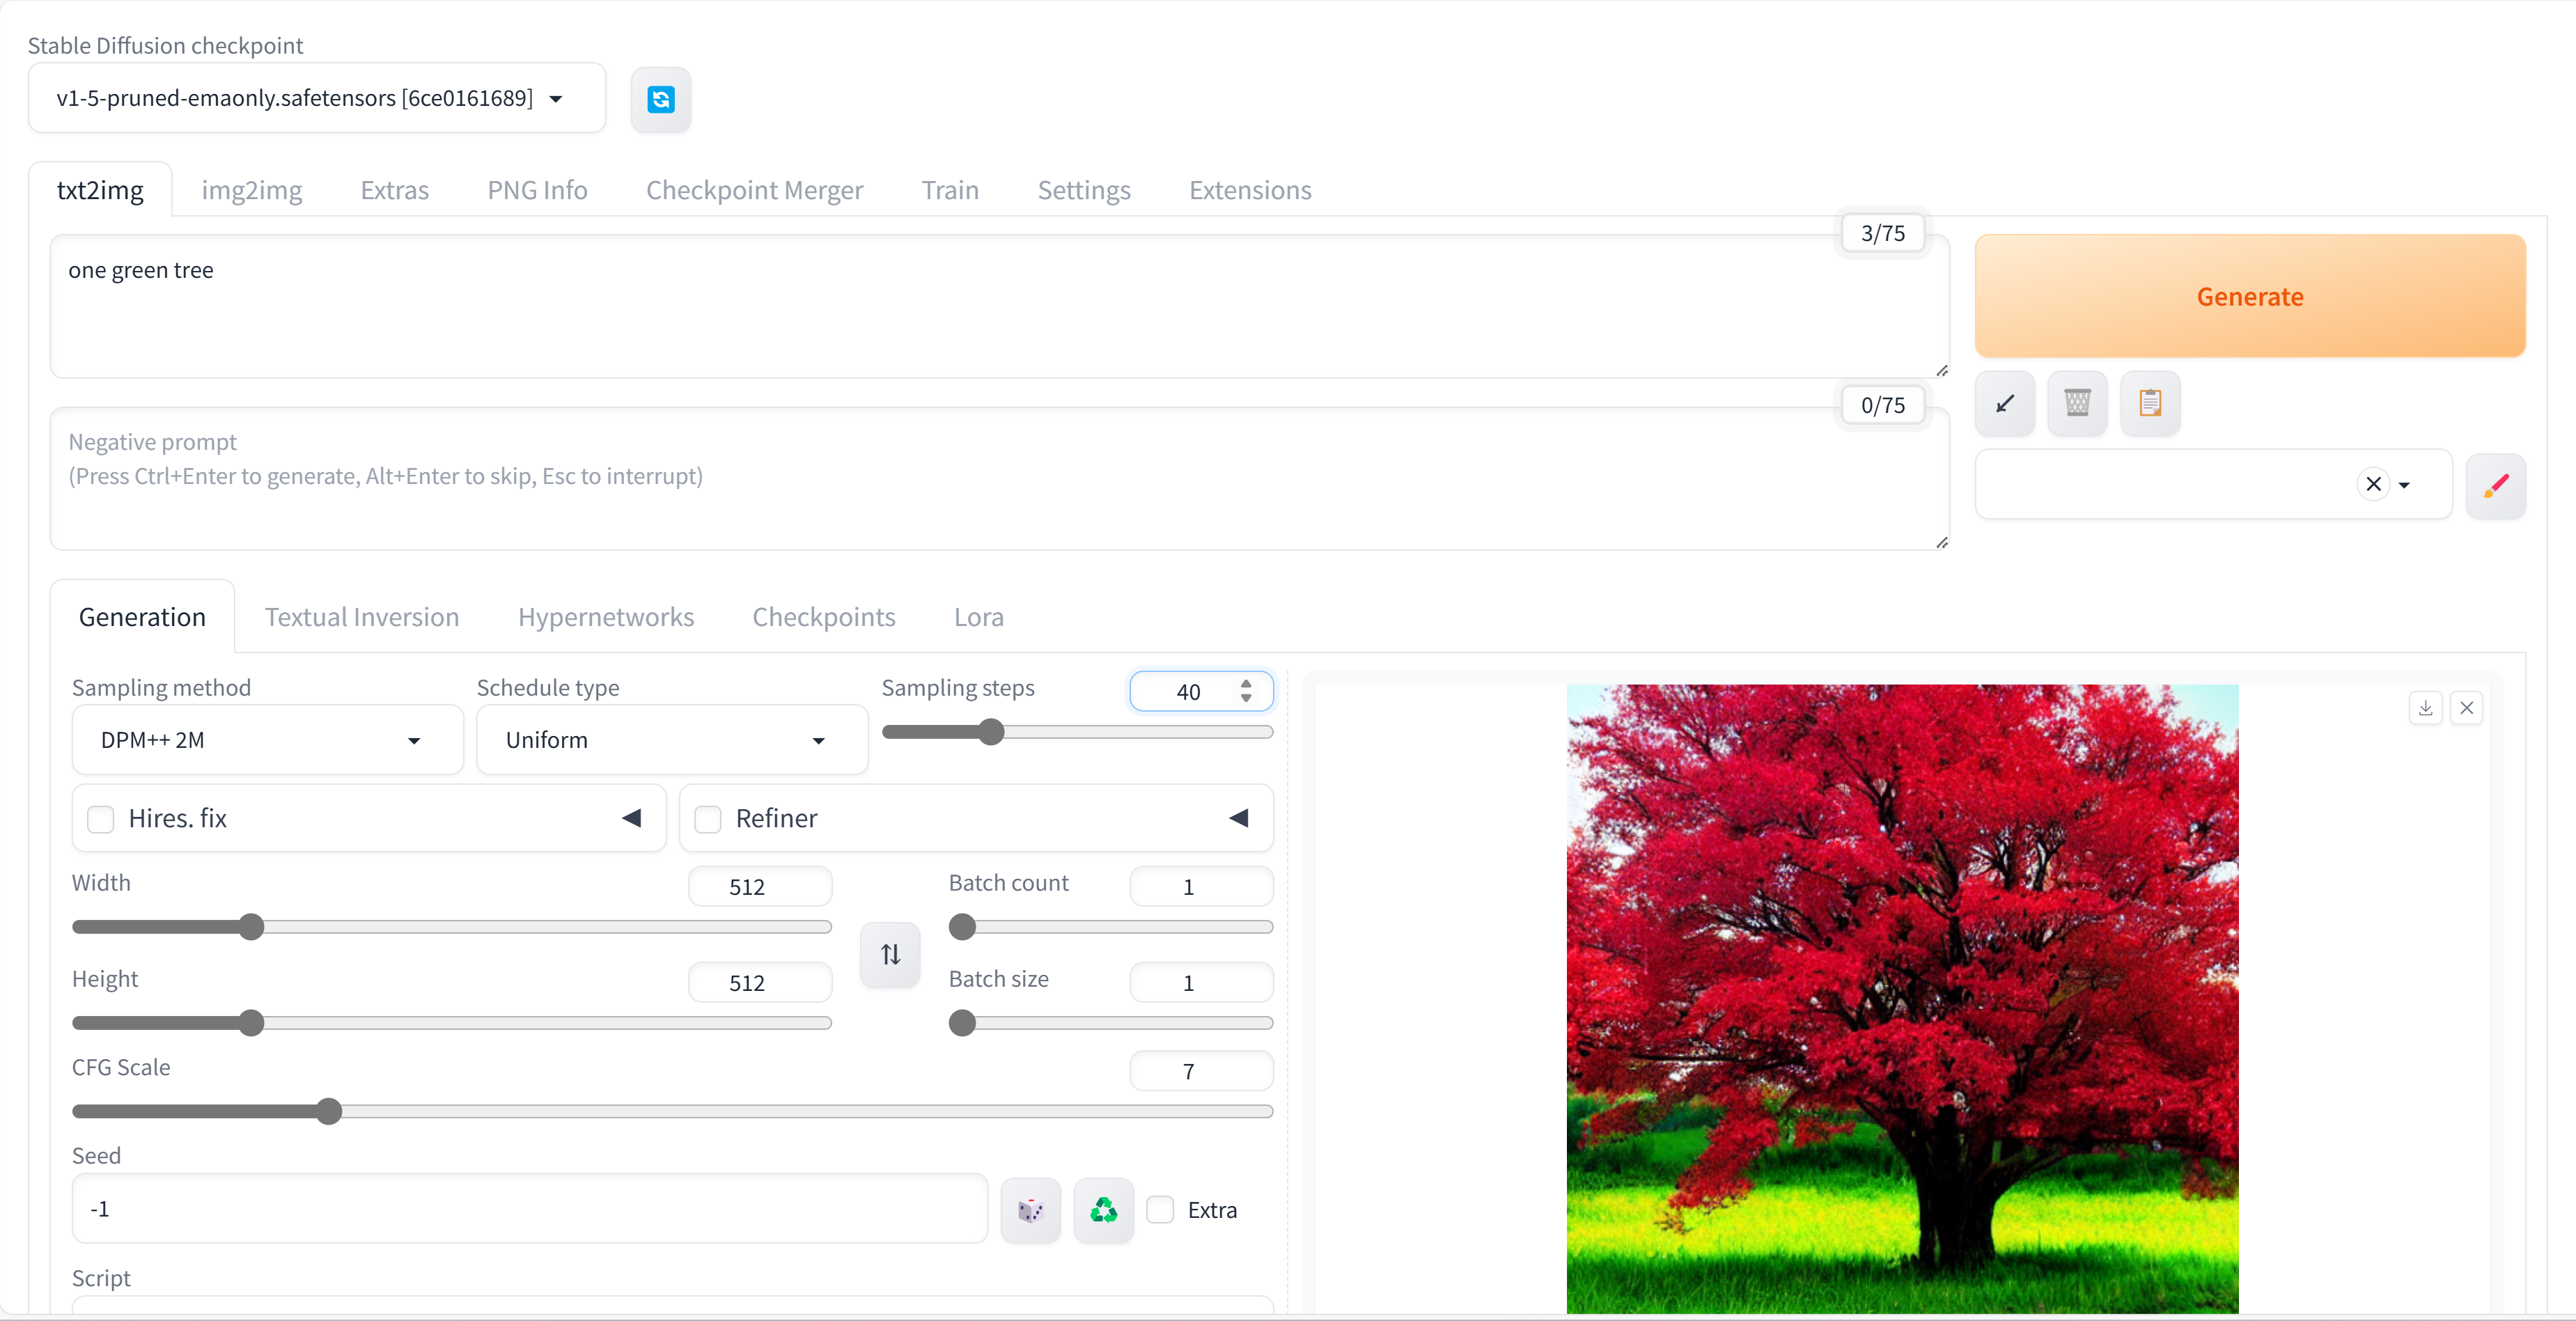 Stable Diffusion checkpoint
v1-5-pruned-emaonly.safetensors [6ce0161689]
txt2img img2img Extras PNG Info Checkpoint Merger Train Settings Extensions
3/75
one green tree
Generate
0/75
Negative prompt
(Press Ctrl+Enter to generate, Alt+Enter to skip, Esc to interrupt)
Generation Textual Inversion Hypernetworks Checkpoints Lora
Sampling method Schedule type Sampling steps 40
DPM++ 2M Uniform
Hires. fix Refiner
Width 512 Batch count 1
Height 512 Batch size 1
CFG Scale 7
Seed
-1 Extra
Script